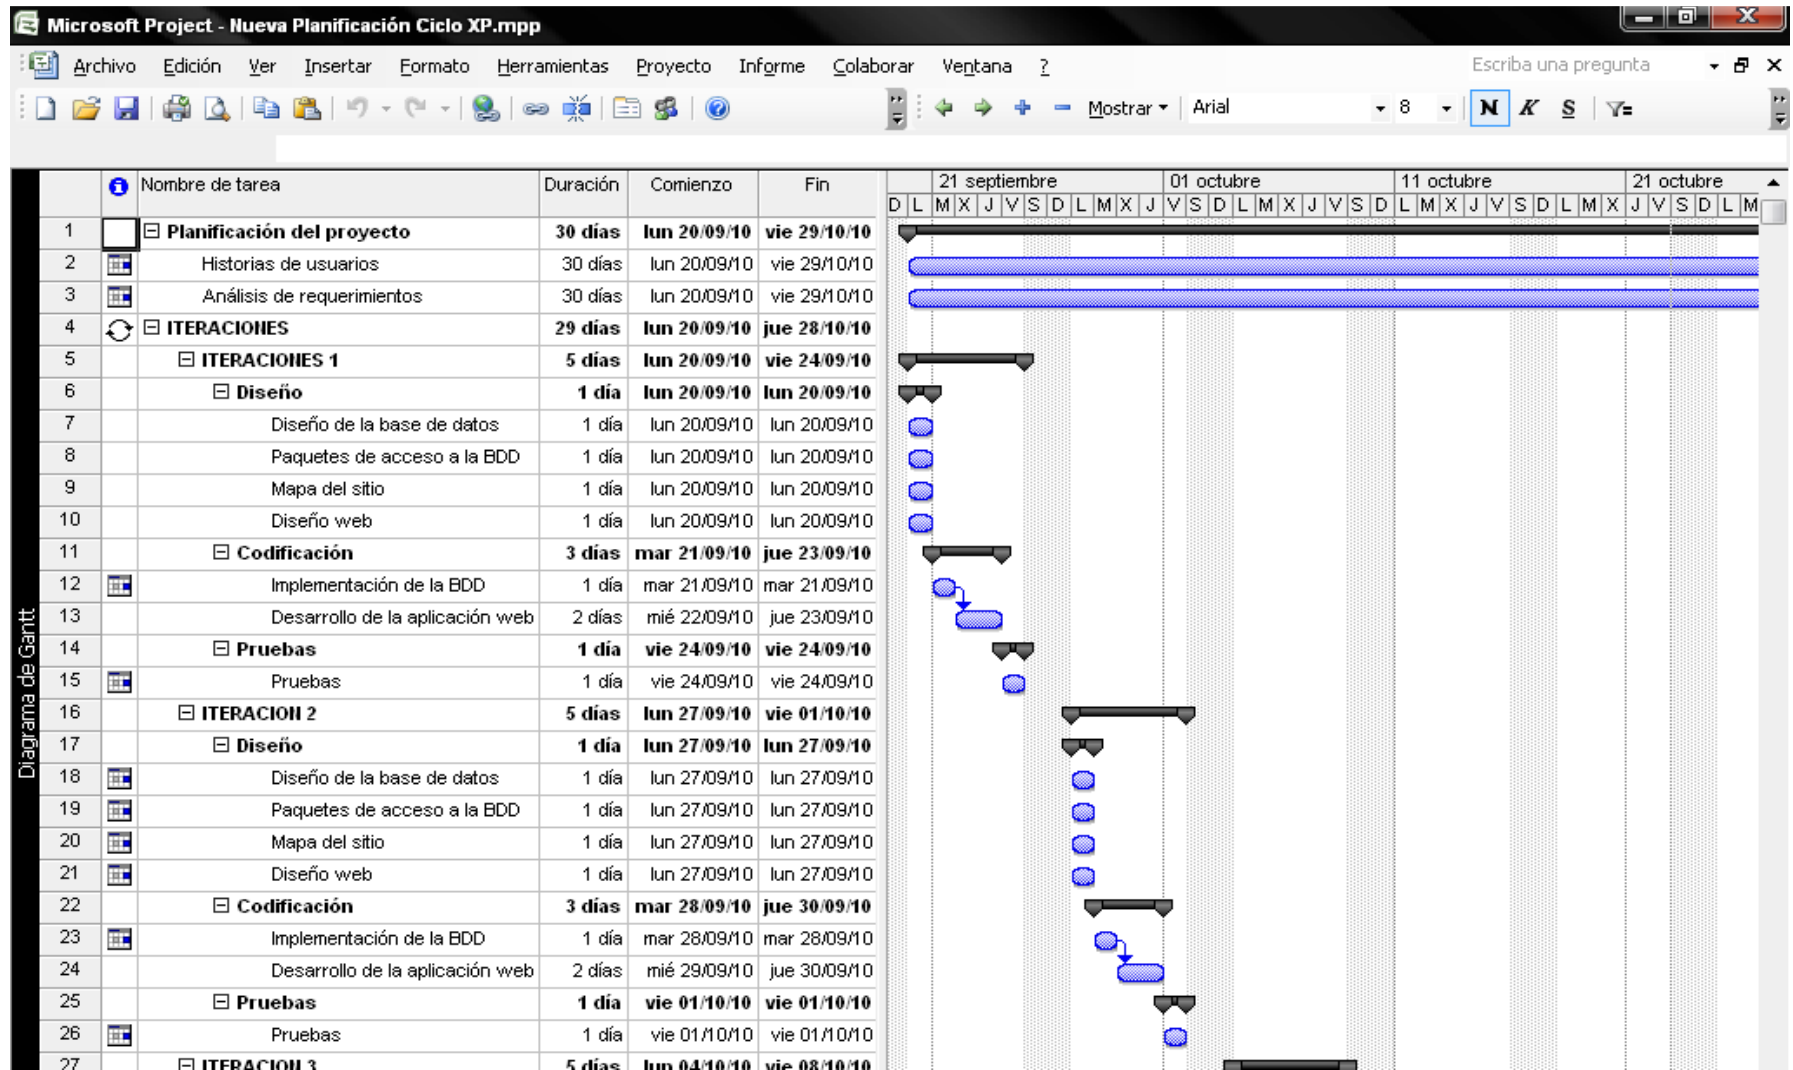 Microsoft Project - Nueva Planificación Ciclo XP.mpp
Archivo Edición Ver Insertar Formato Herramientas Proyecto Informe Colaborar Ventana ? Escriba una pregunta
Mostrar Arial 8 N K S
Nombre de tarea Duración Comienzo Fin 21 septiembre 01 octubre 11 octubre 21 octubre
D L M X J V S D L M X J V S D L M X J V S D L M X J V S D L M X J V S D L M
1 Planificación del proyecto 30 días lun 20/09/10 vie 29/10/10
2 Historias de usuarios 30 días lun 20/09/10 vie 29/10/10
3 Análisis de requerimientos 30 días lun 20/09/10 vie 29/10/10
4 ITERACIONES 29 días lun 20/09/10 jue 28/10/10
5 ITERACIONES 1 5 días lun 20/09/10 vie 24/09/10
6 Diseño 1 día lun 20/09/10 lun 20/09/10
7 Diseño de la base de datos 1 día lun 20/09/10 lun 20/09/10
8 Paquetes de acceso a la BDD 1 día lun 20/09/10 lun 20/09/10
9 Mapa del sitio 1 día lun 20/09/10 lun 20/09/10
10 Diseño web 1 día lun 20/09/10 lun 20/09/10
11 Codificación 3 días mar 21/09/10 jue 23/09/10
12 Implementación de la BDD 1 día mar 21/09/10 mar 21/09/10
13 Desarrollo de la aplicación web 2 días mié 22/09/10 jue 23/09/10
14 Pruebas 1 día vie 24/09/10 vie 24/09/10
15 Pruebas 1 día vie 24/09/10 vie 24/09/10
16 ITERACION 2 5 días lun 27/09/10 vie 01/10/10
17 Diseño 1 día lun 27/09/10 lun 27/09/10
18 Diseño de la base de datos 1 día lun 27/09/10 lun 27/09/10
19 Paquetes de acceso a la BDD 1 día lun 27/09/10 lun 27/09/10
20 Mapa del sitio 1 día lun 27/09/10 lun 27/09/10
21 Diseño web 1 día lun 27/09/10 lun 27/09/10
22 Codificación 3 días mar 28/09/10 jue 30/09/10
23 Implementación de la BDD 1 día mar 28/09/10 mar 28/09/10
24 Desarrollo de la aplicación web 2 días mié 29/09/10 jue 30/09/10
25 Pruebas 1 día vie 01/10/10 vie 01/10/10
26 Pruebas 1 día vie 01/10/10 vie 01/10/10
27 ITERACION 3 5 días lun 04/10/10 vie 08/10/10
Diagrama de Gantt